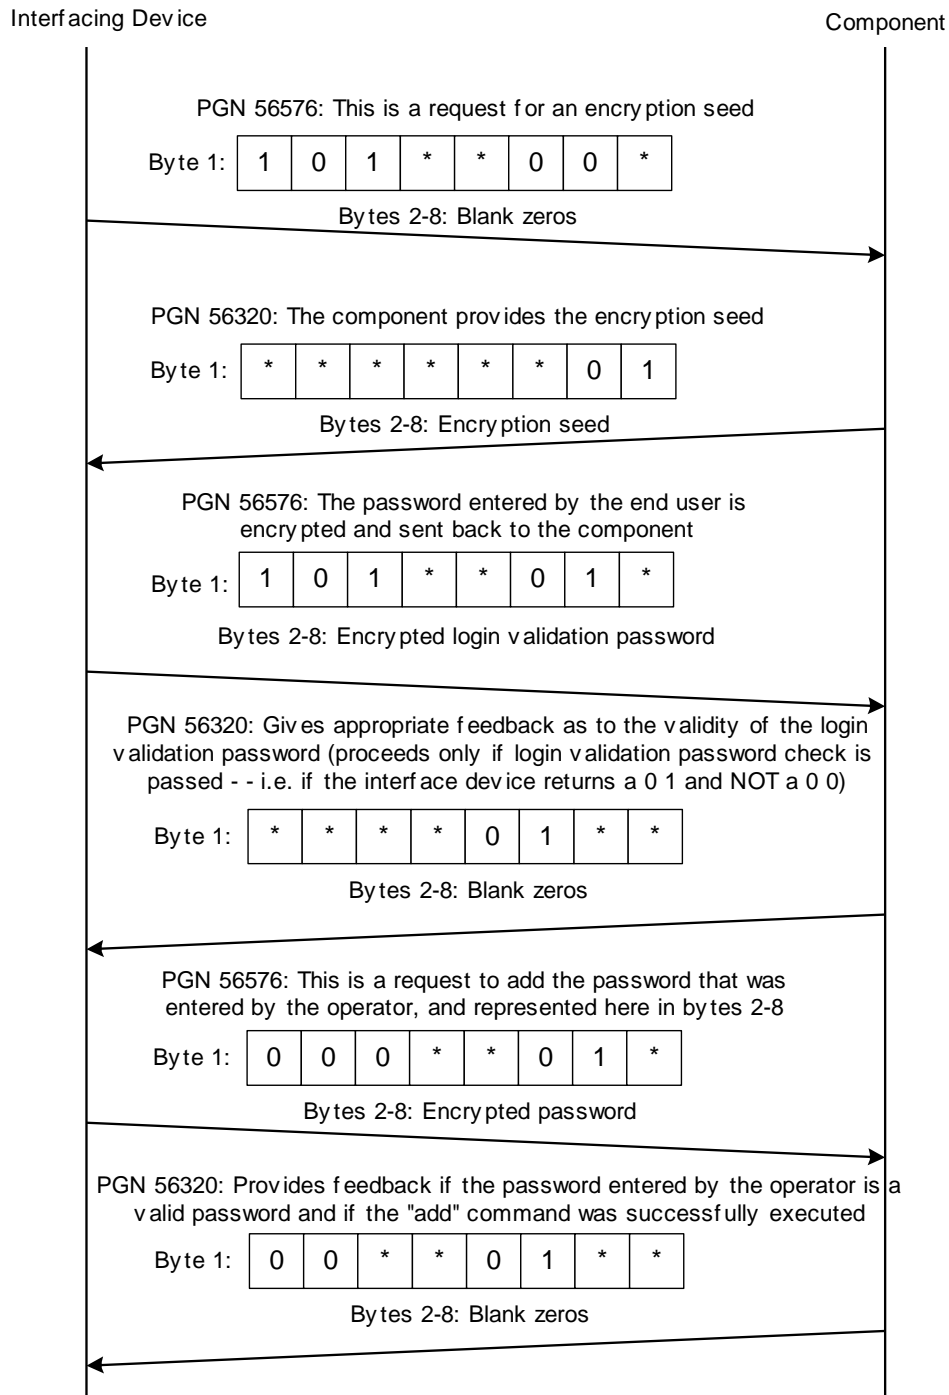 Interfacing Device
Component
PGN 56576: This is a request for an encryption seed
Byte 1: 1 0 1 * * 0 0 *
Bytes 2-8: Blank zeros
PGN 56320: The component provides the encryption seed
Byte 1: * * * * * * 0 1
Bytes 2-8: Encryption seed
PGN 56576: The password entered by the end user is
encrypted and sent back to the component
Byte 1: 1 0 1 * * 0 1 *
Bytes 2-8: Encrypted login validation password
PGN 56320: Gives appropriate feedback as to the validity of the login
validation password (proceeds only if login validation password check is
passed - - i.e. if the interface device returns a 0 1 and NOT a 0 0)
Byte 1: * * * * 0 1 * *
Bytes 2-8: Blank zeros
PGN 56576: This is a request to add the password that was
entered by the operator, and represented here in bytes 2-8
Byte 1: 0 0 0 * * 0 1 *
Bytes 2-8: Encrypted password
PGN 56320: Provides feedback if the password entered by the operator is a
valid password and if the "add" command was successfully executed
Byte 1: 0 0 * * 0 1 * *
Bytes 2-8: Blank zeros